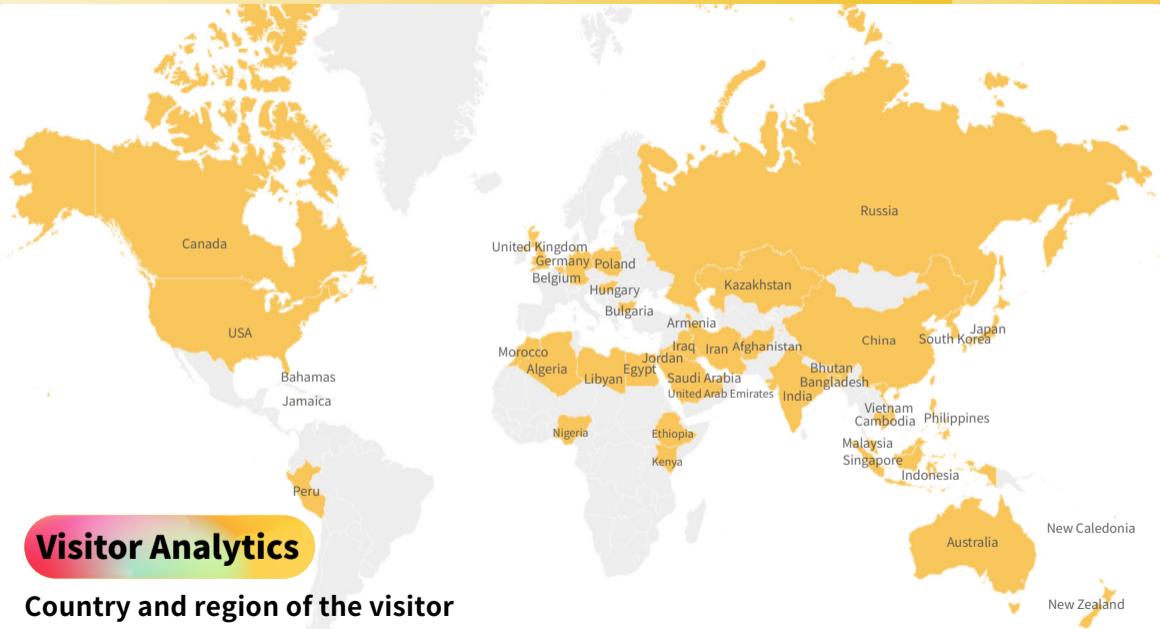 Russia
Canada
United Kingdom
Germany
Poland
Belgium
Kazakhstan
Hungary
Bulgaria
Armenia
Japan
USA
South Korea
China
Iraq
Iran
Afghanistan
Morocco
Jordan
Algeria
Egypt
Bhutan
Bahamas
Libyan
Saudi Arabia
Bangladesh
United Arab Emirates
India
Jamaica
Vietnam
Philippines
Cambodia
Nigeria
Ethiopia
Malaysia
Kenya
Singapore
Indonesia
Peru
New Caledonia
Australia
Visitor Analytics
New Zealand
Country and region of the visitor